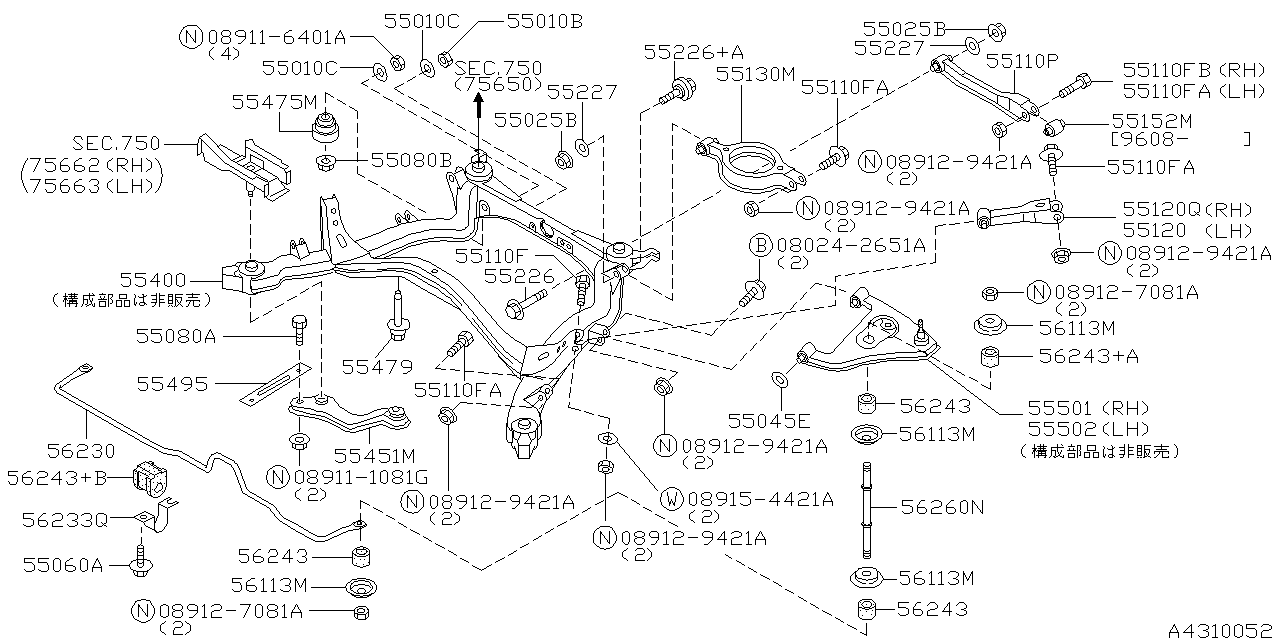 N 08911-6401A
(4)
55010C
55010B
55010C
SEC.750
(75650)
55475M
55080B
SEC.750
(75662(RH)
75663(LH))
55227
55025B
55226+A
55130M
55110FA
55025B
55227
55110P
55110FB(RH)
55110FA(LH)
55152M
[9608-      ]
N 08912-9421A
(2)
55110FA
N 08912-9421A
(2)
55120Q(RH)
55120 (LH)
N 08912-9421A
(2)
B 08024-2651A
(2)
55110F
55226
55400
(構成部品は非販売)
55080A
55495
55479
55110FA
N 08912-7081A
(2)
56113M
56243+A
56243
56113M
55045E
55501(RH)
55502(LH)
(構成部品は非販売)
N 08912-9421A
(2)
56230
55451M
N 08911-1081G
(2)
56243+B
56233Q
55060A
N 08912-9421A
(2)
W 08915-4421A
(2)
N 08912-9421A
(2)
56260N
56243
56113M
N 08912-7081A
(2)
56113M
56243
A4310052